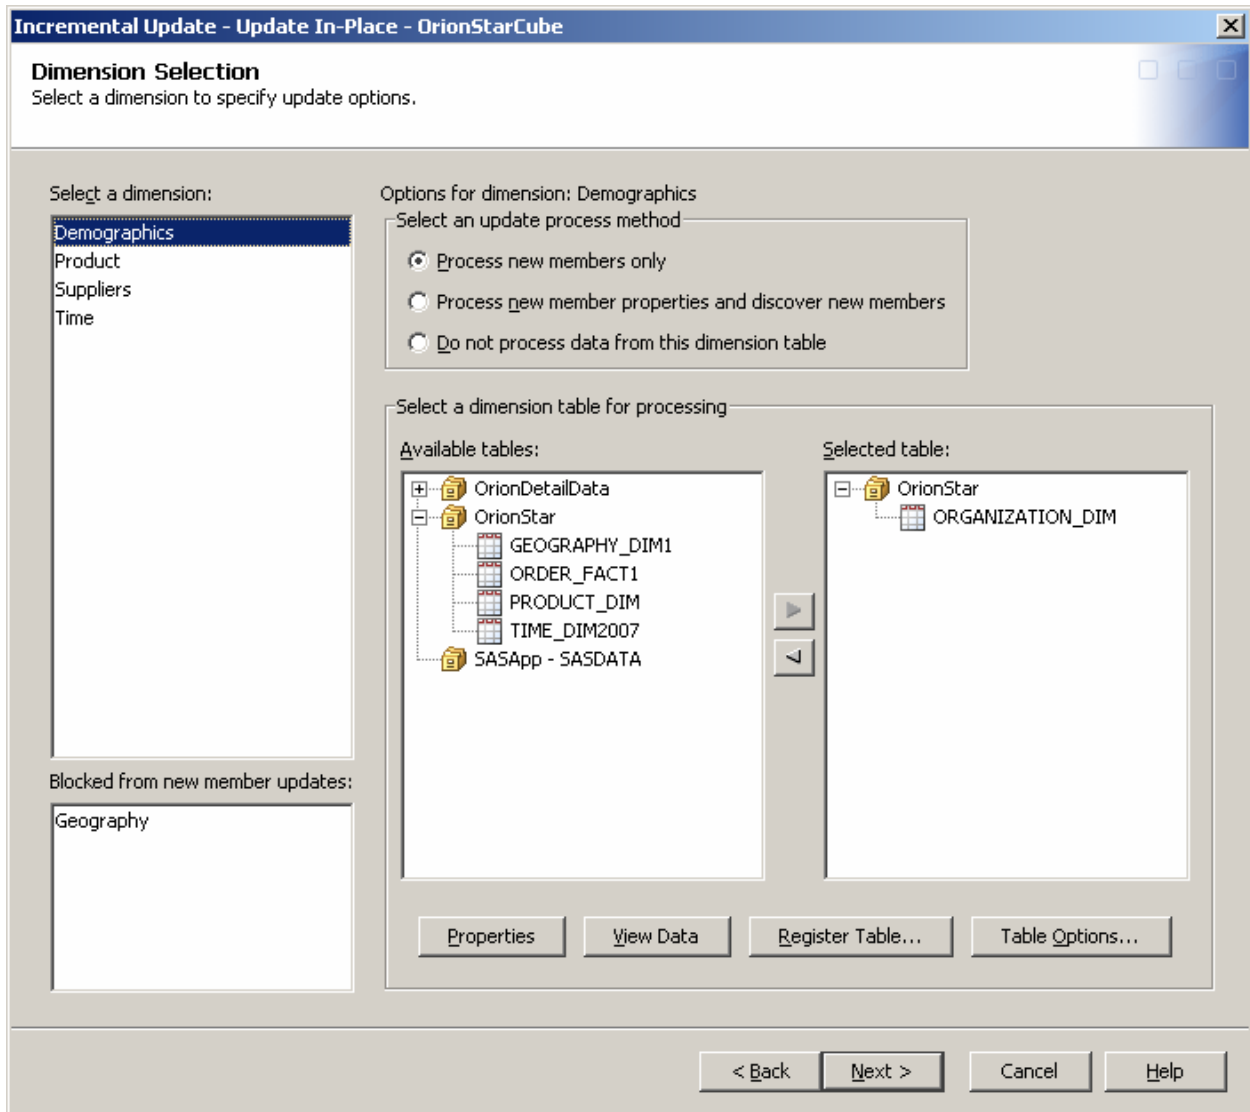 Incremental Update - Update In-Place - OrionStarCube
Dimension Selection
Select a dimension to specify update options.
Select a dimension:
Demographics
Product
Suppliers
Time
Blocked from new member updates:
Geography
Options for dimension: Demographics
Select an update process method
Process new members only
Process new member properties and discover new members
Do not process data from this dimension table
Select a dimension table for processing
Available tables:
OrionDetailData
OrionStar
GEOGRAPHY_DIM1
ORDER_FACT1
PRODUCT_DIM
TIME_DIM2007
SASApp - SASDATA
Selected table:
OrionStar
ORGANIZATION_DIM
Properties
View Data
Register Table...
Table Options...
< Back
Next >
Cancel
Help